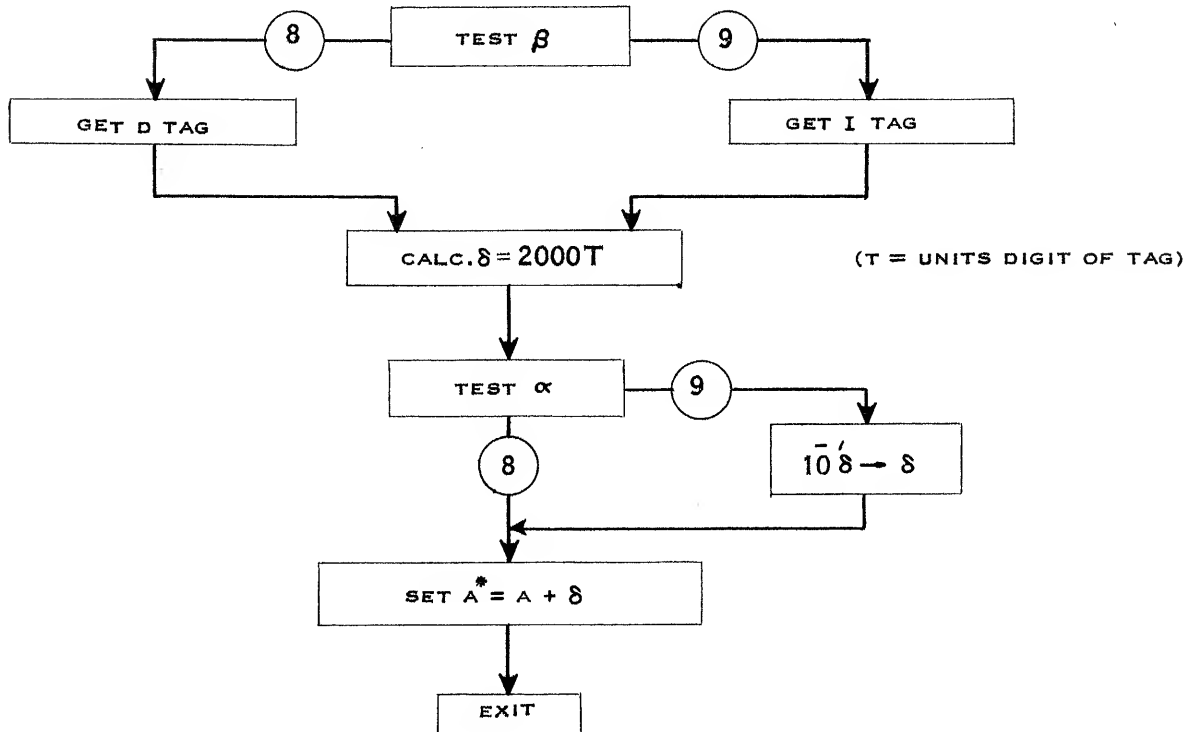 8
TEST β
9
GET D TAG
GET I TAG
CALC. δ = 2000T
(T = UNITS DIGIT OF TAG)
TEST α
9
8
10⁻′ δ → δ
SET A* = A + δ
EXIT